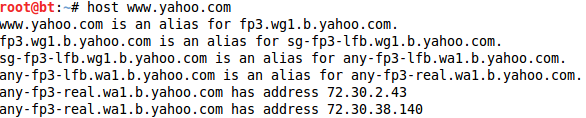 root@bt:~# host www.yahoo.com
www.yahoo.com is an alias for fp3.wg1.b.yahoo.com.
fp3.wg1.b.yahoo.com is an alias for sg-fp3-lfb.wg1.b.yahoo.com.
sg-fp3-lfb.wg1.b.yahoo.com is an alias for any-fp3-lfb.wa1.b.yahoo.com.
any-fp3-lfb.wa1.b.yahoo.com is an alias for any-fp3-real.wa1.b.yahoo.com.
any-fp3-real.wa1.b.yahoo.com has address 72.30.2.43
any-fp3-real.wa1.b.yahoo.com has address 72.30.38.140